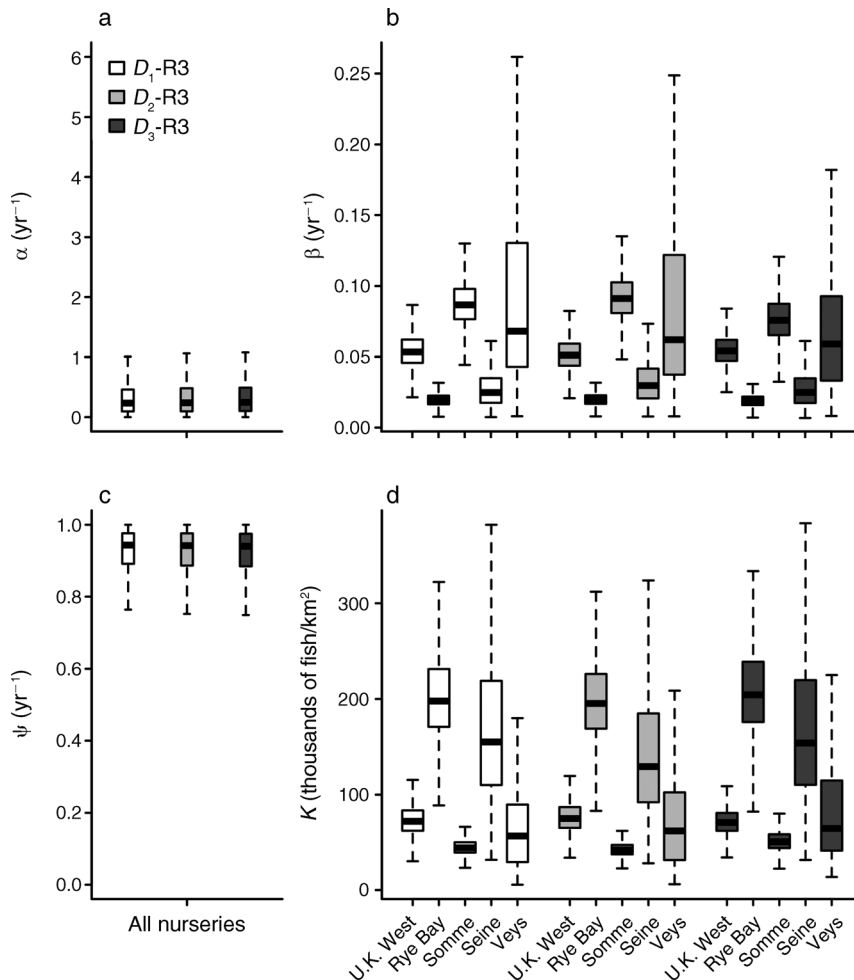 a
α (yr⁻¹)
6
5
4
3
2
1
0
D₁-R3
D₂-R3
D₃-R3
b
β (yr⁻¹)
0.25
0.20
0.15
0.10
0.05
0.00
c
ψ (yr⁻¹)
1.0
0.8
0.6
0.4
0.2
0.0
All nurseries
d
K (thousands of fish/km²)
300
200
100
0
U.K. West
Rye Bay
Somme
Seine
Veys
U.K. West
Rye Bay
Somme
Seine
Veys
U.K. West
Rye Bay
Somme
Seine
Veys